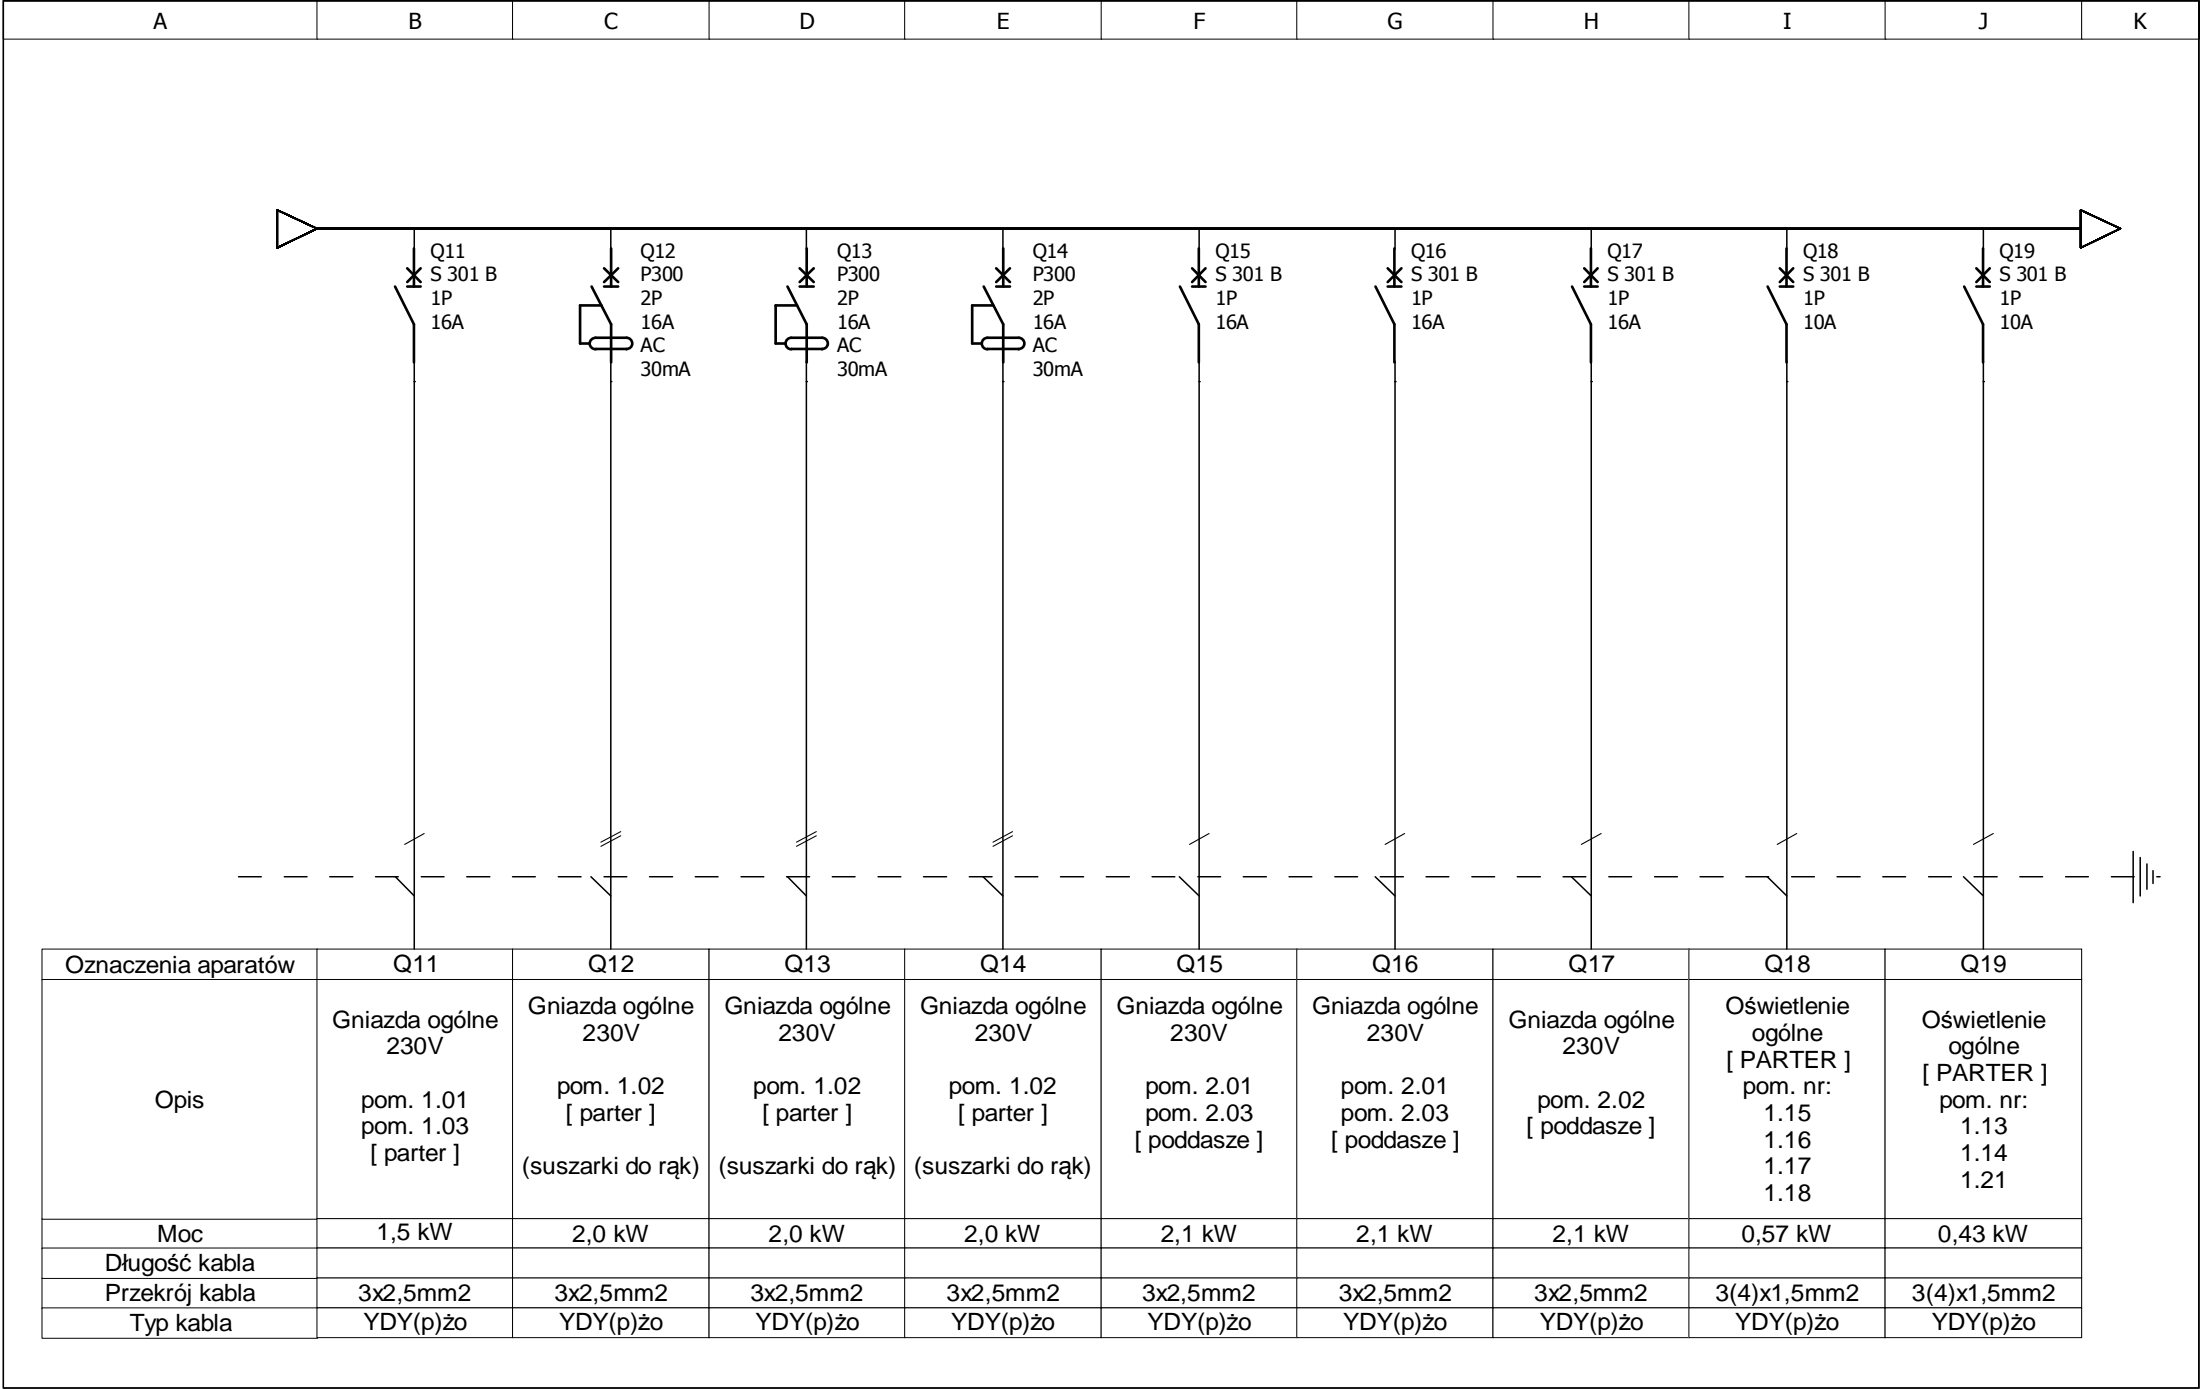 A B C D E F G H I J K
Q11
S 301 B
1P
16A
Q12
P300
2P
16A
AC
30mA
Q13
P300
2P
16A
AC
30mA
Q14
P300
2P
16A
AC
30mA
Q15
S 301 B
1P
16A
Q16
S 301 B
1P
16A
Q17
S 301 B
1P
16A
Q18
S 301 B
1P
10A
Q19
S 301 B
1P
10A
Oznaczenia aparatów Q11 Q12 Q13 Q14 Q15 Q16 Q17 Q18 Q19
Opis
Gniazda ogólne
230V
pom. 1.01
pom. 1.03
[ parter ]
Gniazda ogólne
230V
pom. 1.02
[ parter ]
(suszarki do rąk)
Gniazda ogólne
230V
pom. 1.02
[ parter ]
(suszarki do rąk)
Gniazda ogólne
230V
pom. 1.02
[ parter ]
(suszarki do rąk)
Gniazda ogólne
230V
pom. 2.01
pom. 2.03
[ poddasze ]
Gniazda ogólne
230V
pom. 2.01
pom. 2.03
[ poddasze ]
Gniazda ogólne
230V
pom. 2.02
[ poddasze ]
Oświetlenie
ogólne
[ PARTER ]
pom. nr:
1.15
1.16
1.17
1.18
Oświetlenie
ogólne
[ PARTER ]
pom. nr:
1.13
1.14
1.21
Moc 1,5 kW 2,0 kW 2,0 kW 2,0 kW 2,1 kW 2,1 kW 2,1 kW 0,57 kW 0,43 kW
Długość kabla
Przekrój kabla 3x2,5mm2 3x2,5mm2 3x2,5mm2 3x2,5mm2 3x2,5mm2 3x2,5mm2 3x2,5mm2 3(4)x1,5mm2 3(4)x1,5mm2
Typ kabla YDY(p)żo YDY(p)żo YDY(p)żo YDY(p)żo YDY(p)żo YDY(p)żo YDY(p)żo YDY(p)żo YDY(p)żo